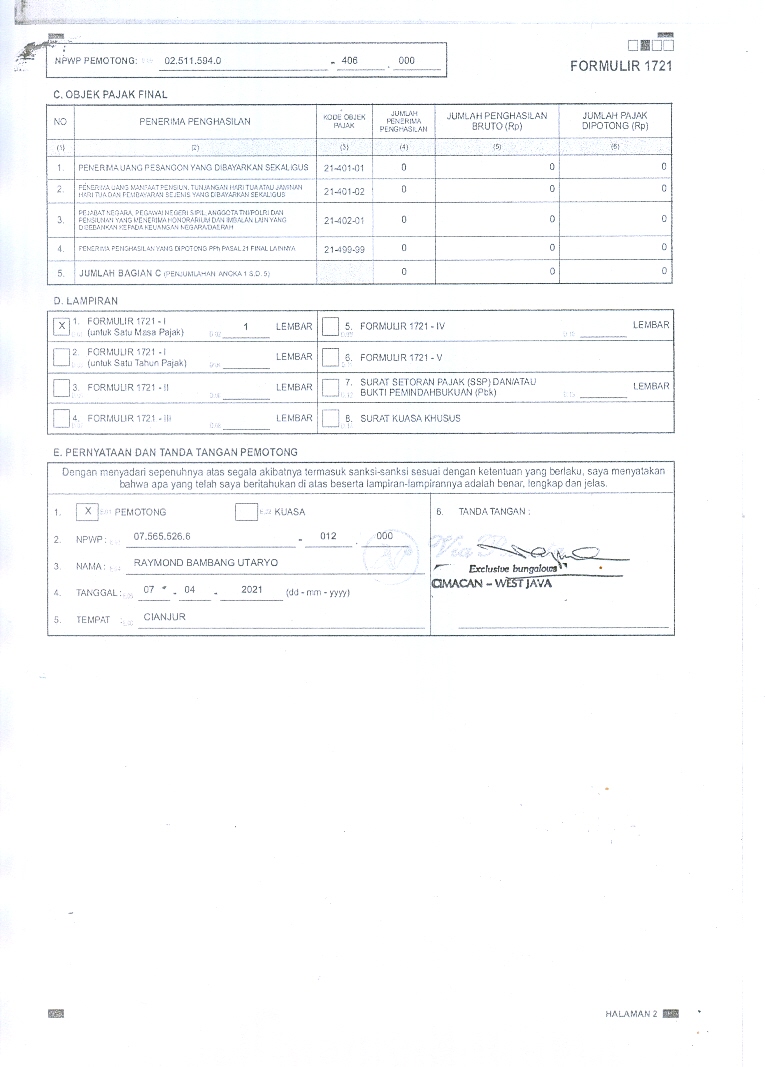 NPWP PEMOTONG: 02.511.594.0 - 406 . 000
FORMULIR 1721
C. OBJEK PAJAK FINAL
NO PENERIMA PENGHASILAN KODE OBJEK PAJAK JUMLAH PENERIMA PENGHASILAN JUMLAH PENGHASILAN BRUTO (Rp) JUMLAH PAJAK DIPOTONG (Rp)
(1) (2) (3) (4) (5) (6)
1. PENERIMA UANG PESANGON YANG DIBAYARKAN SEKALIGUS 21-401-01 0 0 0
2. PENERIMA UANG MANFAAT PENSIUN, TUNJANGAN HARI TUA ATAU JAMINAN HARI TUA DAN PEMBAYARAN SEJENIS YANG DIBAYARKAN SEKALIGUS 21-401-02 0 0 0
3. PEJABAT NEGARA, PEGAWAI NEGERI SIPIL, ANGGOTA TNI/POLRI DAN PENSIUNAN YANG MENERIMA HONORARIUM DAN IMBALAN LAIN YANG DIBEBANKAN KEPADA KEUANGAN NEGARA/DAERAH 21-402-01 0 0 0
4. PENERIMA PENGHASILAN YANG DIPOTONG PPh PASAL 21 FINAL LAINNYA 21-499-99 0 0 0
5. JUMLAH BAGIAN C (PENJUMLAHAN ANGKA 1 S.D. 5) 0 0 0
D. LAMPIRAN
X 1. FORMULIR 1721 - I (untuk Satu Masa Pajak) 1 LEMBAR
5. FORMULIR 1721 - IV LEMBAR
2. FORMULIR 1721 - I (untuk Satu Tahun Pajak) LEMBAR
6. FORMULIR 1721 - V
3. FORMULIR 1721 - II LEMBAR
7. SURAT SETORAN PAJAK (SSP) DAN/ATAU BUKTI PEMINDAHBUKUAN (Pbk) LEMBAR
4. FORMULIR 1721 - III LEMBAR
8. SURAT KUASA KHUSUS
E. PERNYATAAN DAN TANDA TANGAN PEMOTONG
Dengan menyadari sepenuhnya atas segala akibatnya termasuk sanksi-sanksi sesuai dengan ketentuan yang berlaku, saya menyatakan
bahwa apa yang telah saya beritahukan di atas beserta lampiran-lampirannya adalah benar, lengkap dan jelas.
1. X PEMOTONG KUASA
2. NPWP : 07.565.526.6 - 012 . 000
3. NAMA : RAYMOND BAMBANG UTARYO
4. TANGGAL : 07 - 04 - 2021 (dd - mm - yyyy)
5. TEMPAT : CIANJUR
6. TANDA TANGAN :
Exclusive bungalows
CIMACAN – WEST JAVA
HALAMAN 2